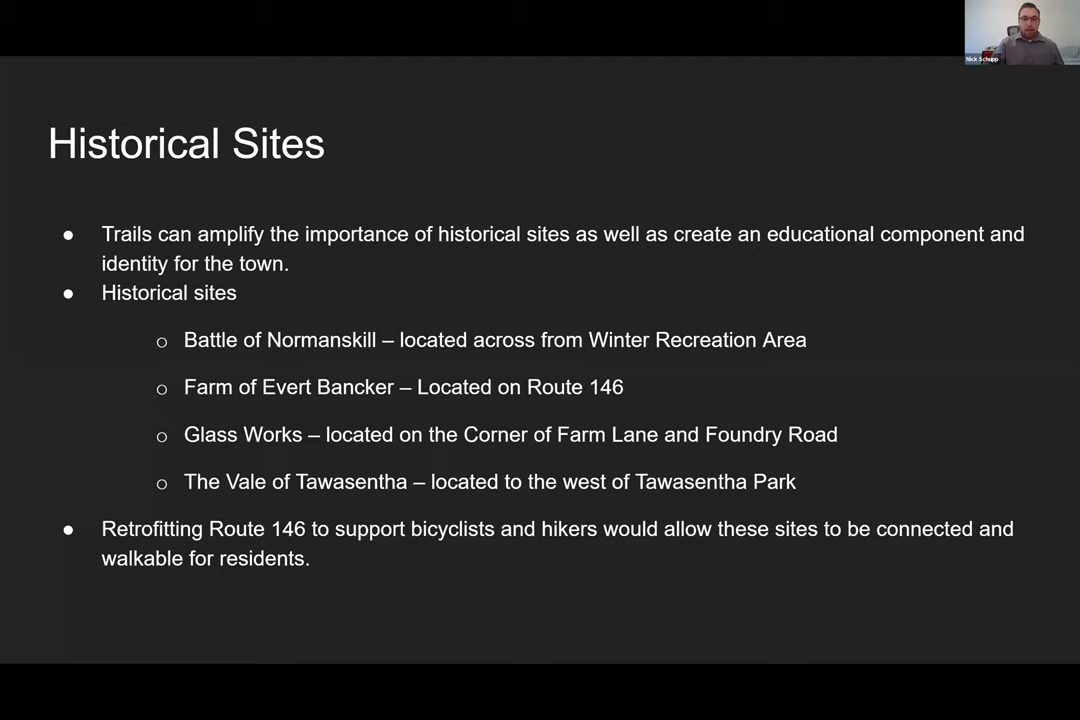 Nick Schupp
Historical Sites
● Trails can amplify the importance of historical sites as well as create an educational component and
identity for the town.
● Historical sites
o Battle of Normanskill – located across from Winter Recreation Area
o Farm of Evert Bancker – Located on Route 146
o Glass Works – located on the Corner of Farm Lane and Foundry Road
o The Vale of Tawasentha – located to the west of Tawasentha Park
● Retrofitting Route 146 to support bicyclists and hikers would allow these sites to be connected and
walkable for residents.